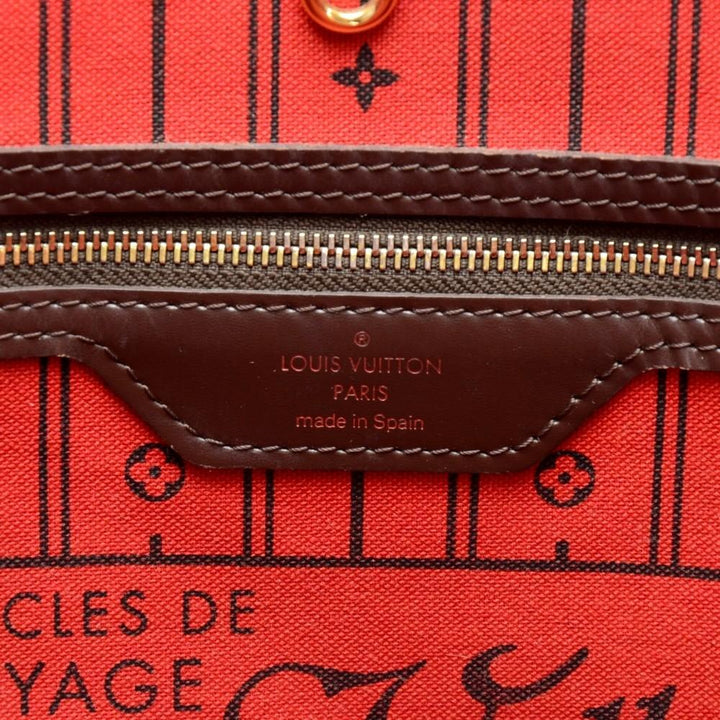 ®
LOUIS VUITTON
PARIS
made in Spain
CLES DE
YAGE